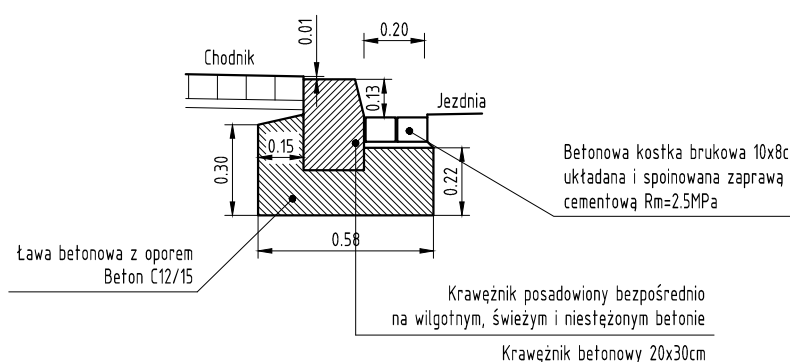 0.01
0.20
Chodnik
0.13
Jezdnia
0.15
0.30
0.22
Betonowa kostka brukowa 10x8c
układana i spoinowana zaprawą
cementową Rm=2.5MPa
0.58
Ława betonowa z oporem
Beton C12/15
Krawężnik posadowiony bezpośrednio
na wilgotnym, świeżym i niestężonym betonie
Krawężnik betonowy 20x30cm